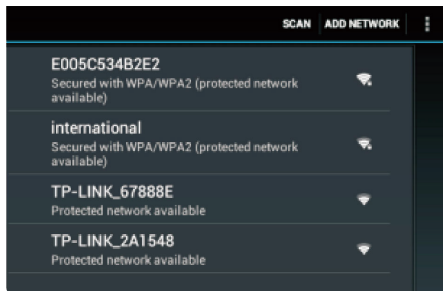 SCAN ADD NETWORK
E005C534B2E2
Secured with WPA/WPA2 (protected network
available)
international
Secured with WPA/WPA2 (protected network
available)
TP-LINK_67888E
Protected network available
TP-LINK_2A1548
Protected network available